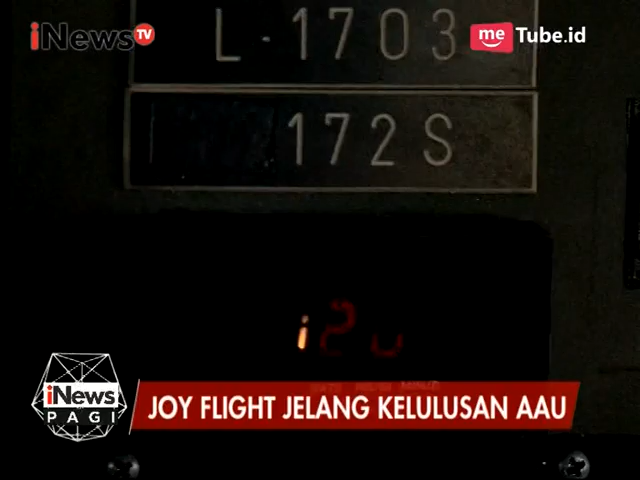 iNews TV
me Tube.id
L-1703
172S
iNews
PAGI
JOY FLIGHT JELANG KELULUSAN AAU